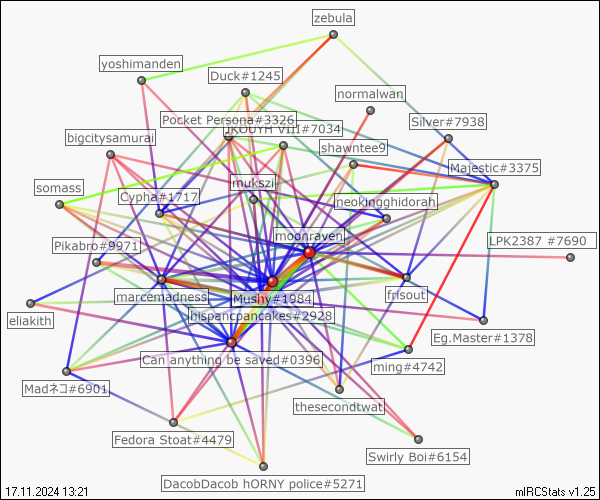 zebula
yoshimanden
Duck#1245
normalwan
Pocket Persona#3326
Silver#7938
JKOUYH VIII#7034
bigcitysamurai
shawntee9
Majestic#3375
mukszi
somass
Cypha#1717
neokingghidorah
moonraven
LPK2387 #7690
Pikabro#9971
marcemadness
Mushy#1984
frisout
hispancpancakes#2928
eliakith
Eg.Master#1378
Can anything be saved#0396
ming#4742
Madネコ#6901
thesecondtwat
Fedora Stoat#4479
Swirly Boi#6154
DacobDacob hORNY police#5271
17.11.2024 13:21
mIRCStats v1.25